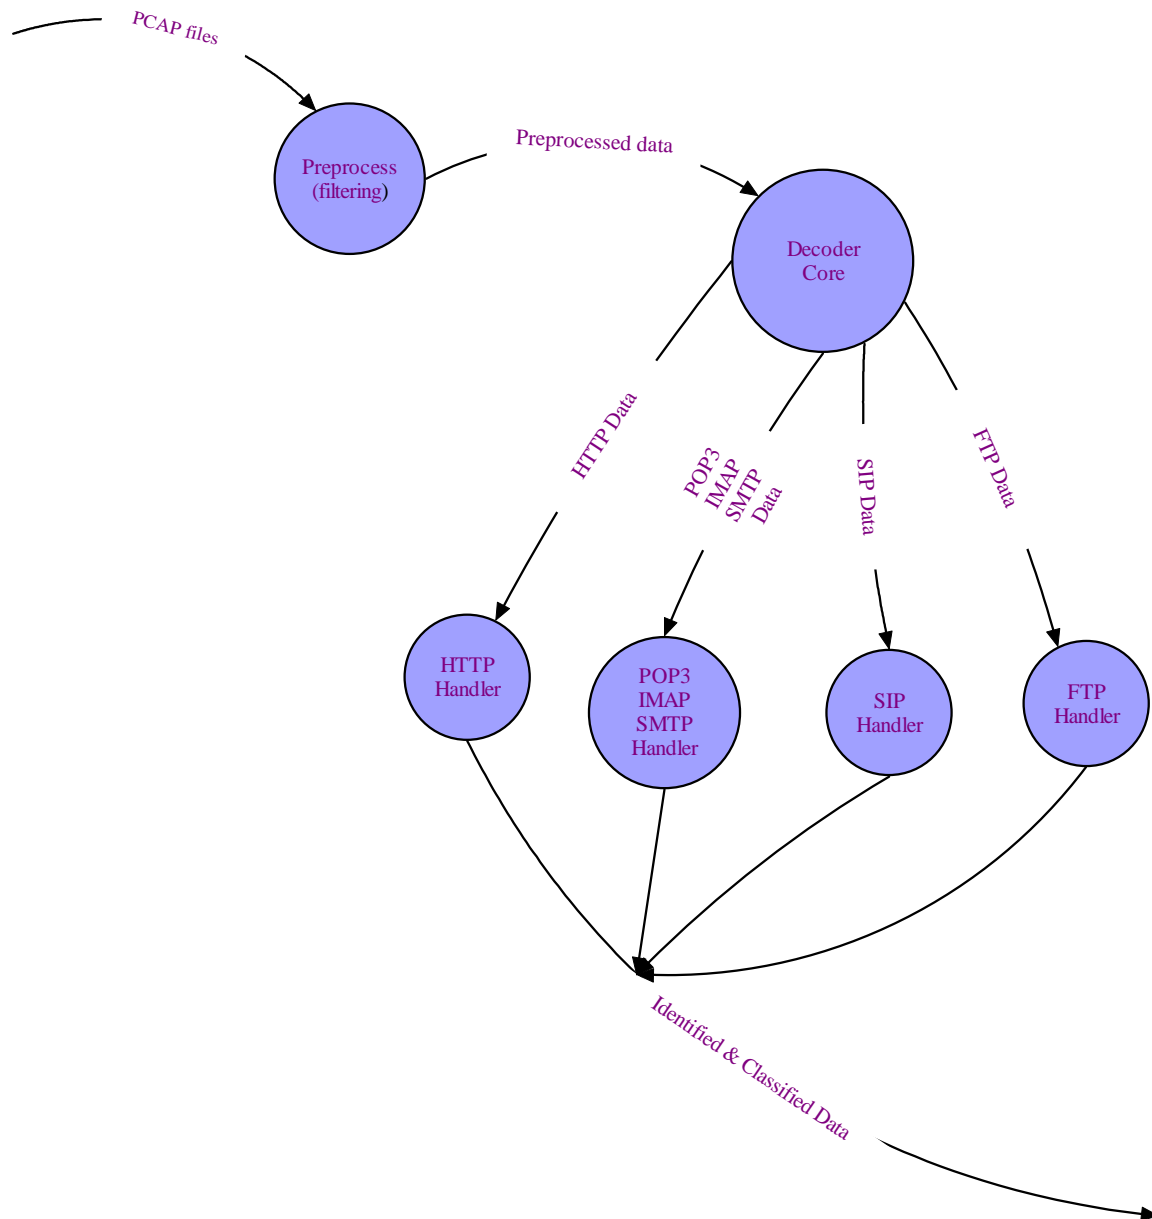 PCAP files
Preprocessed data
Preprocess
(filtering)
Decoder
Core
HTTP Data
POP3
IMAP
SMTP
Data
SIP Data
FTP Data
HTTP
Handler
POP3
IMAP
SMTP
Handler
SIP
Handler
FTP
Handler
Identified & Classified Data